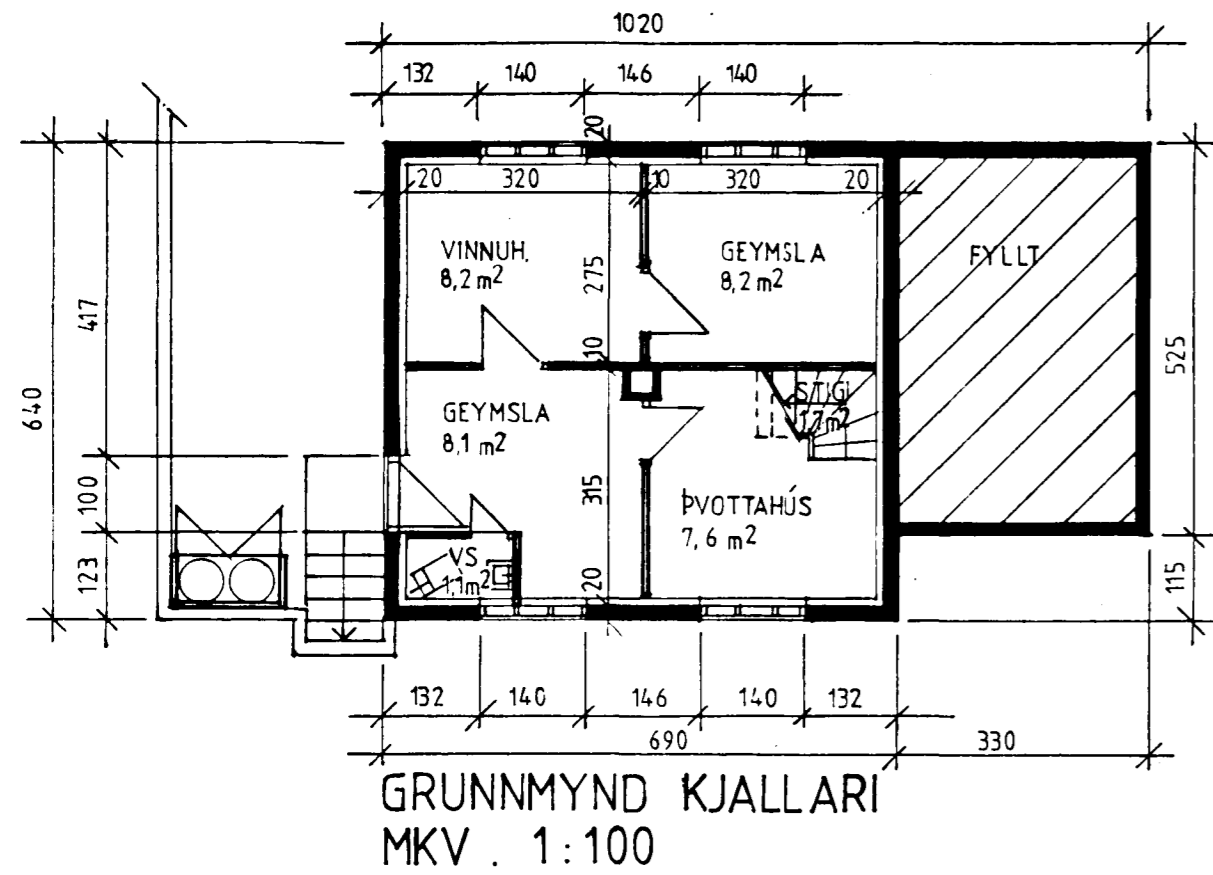 1020
132 140 146 140
20
20 320 10 320 20
VINNUH.
8,2 m²
GEYMSLA
8,2 m²
FYLLT
275
10
417
640
525
GEYMSLA
8,1 m²
STIGI
1,7 m²
100
315
ÞVOTTAHÚS
7,6 m²
VS
1,1 m²
123
20
115
132 140 146 140 132
690 330
GRUNNMYND KJALLARI
MKV. 1:100